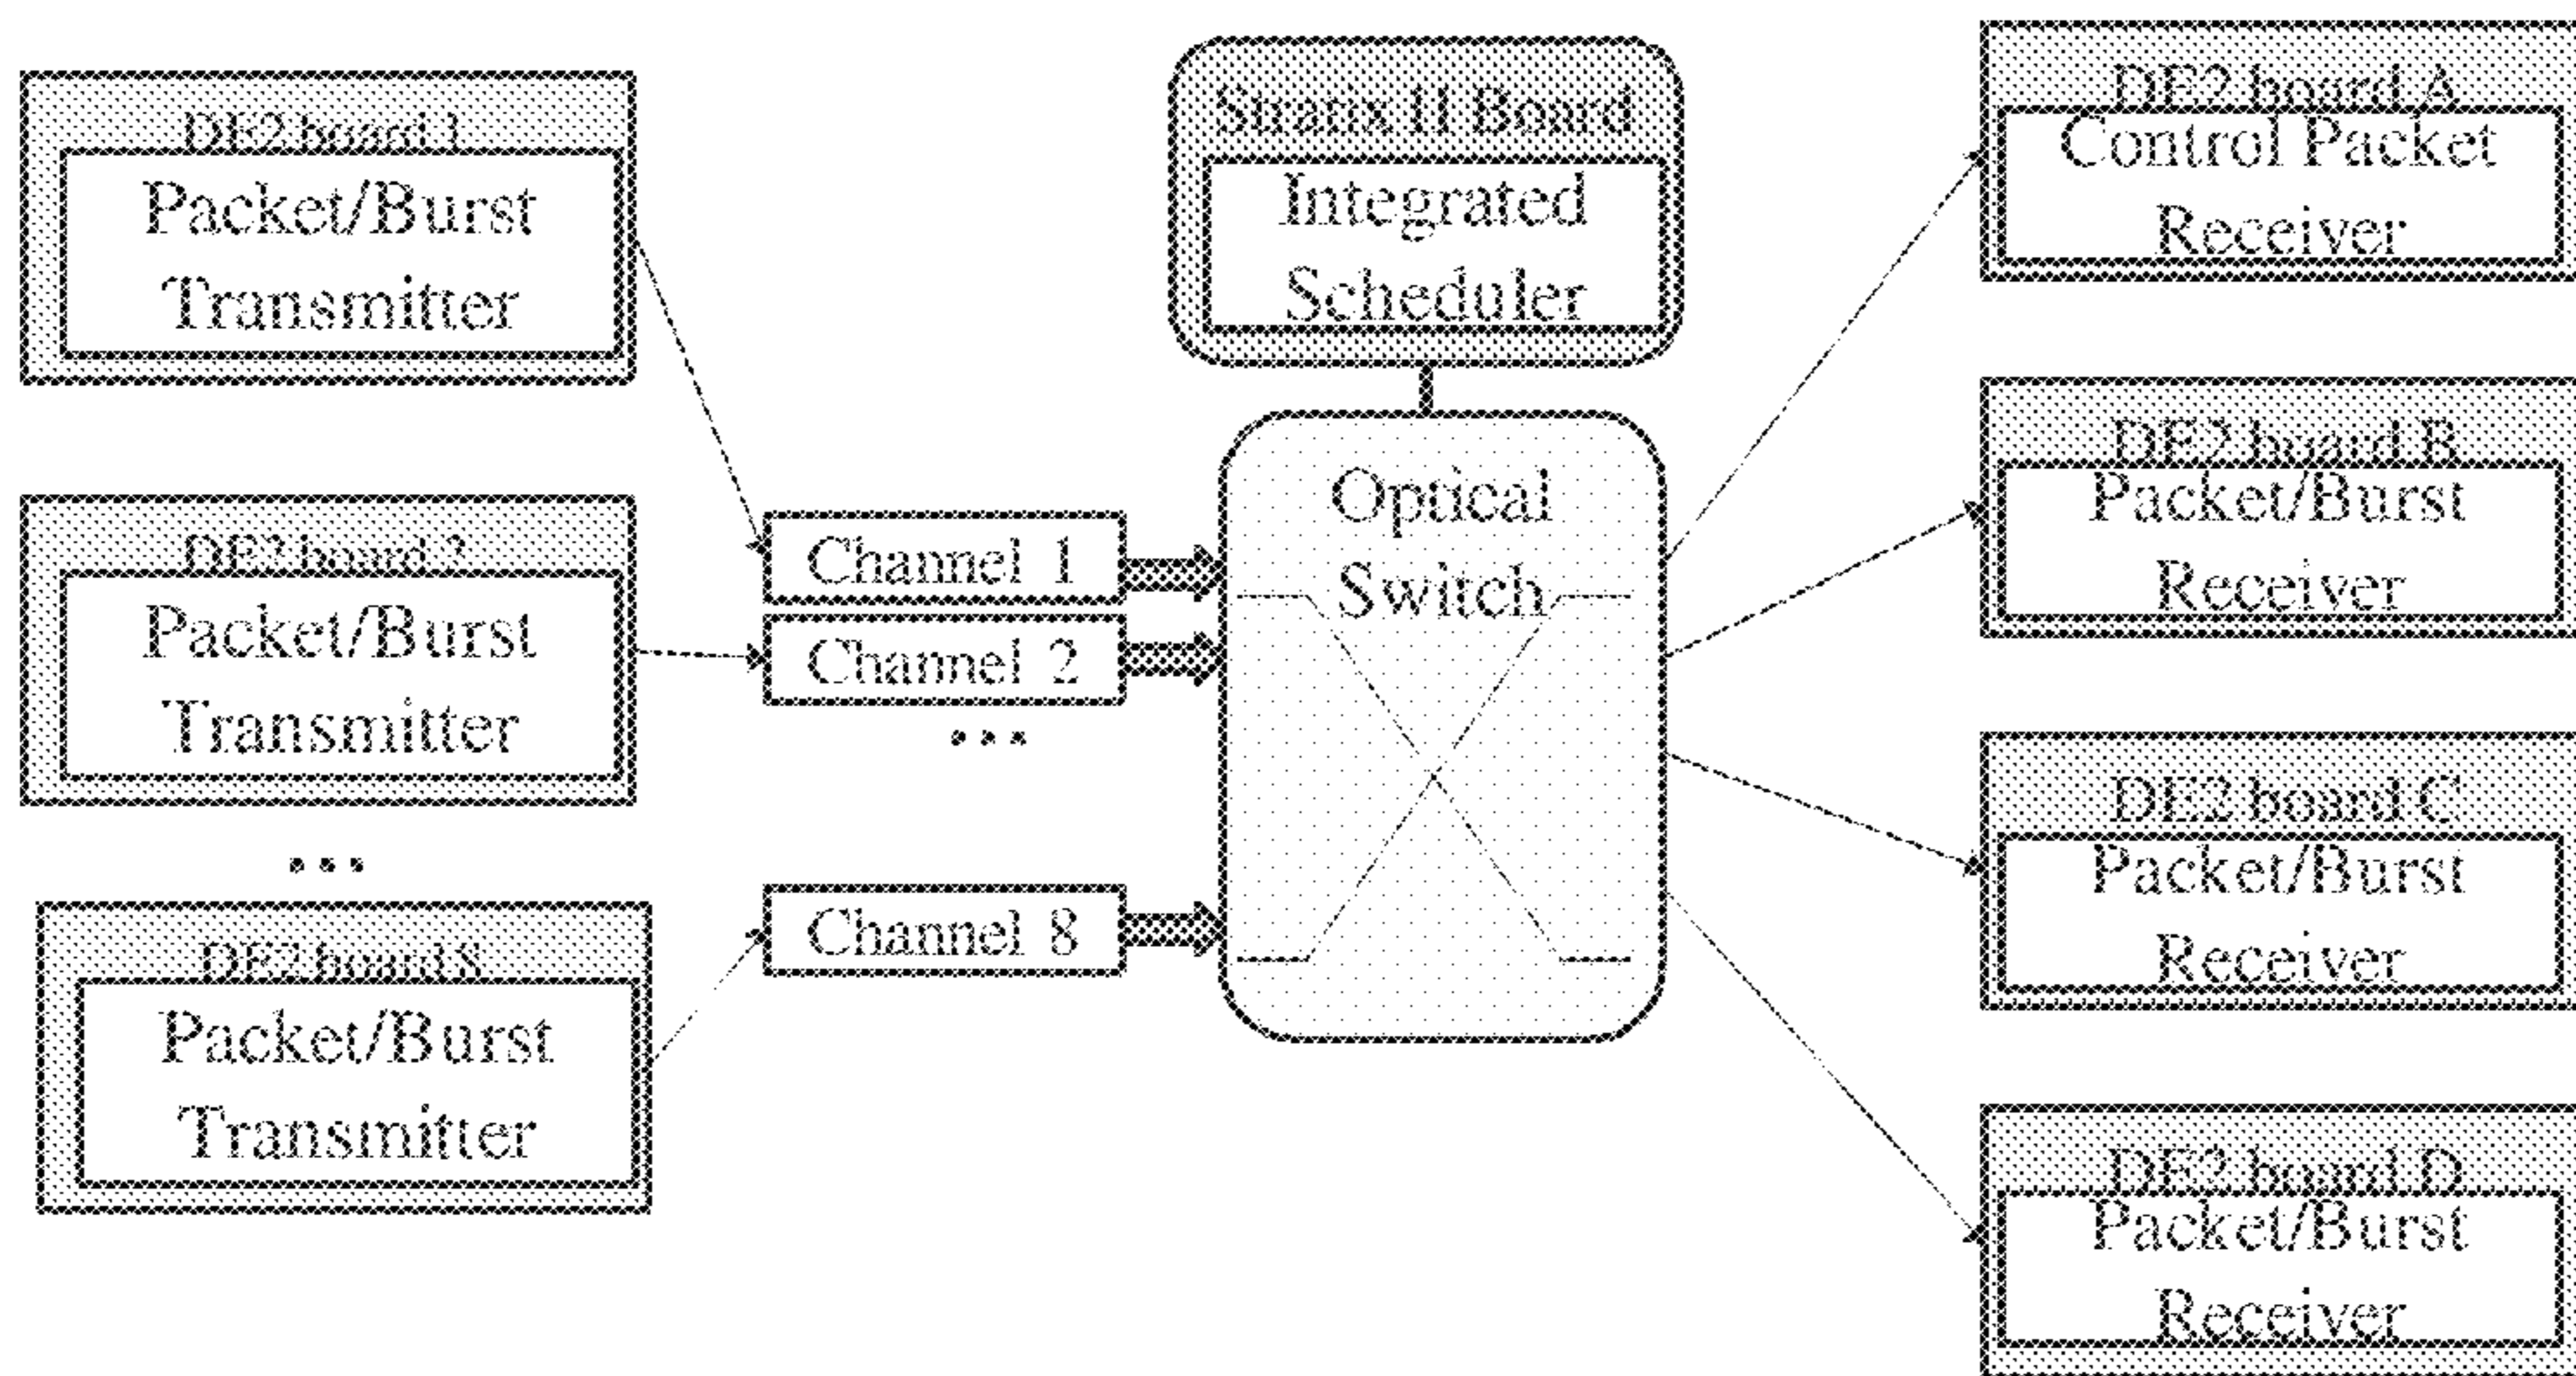 DE2 board 1
Packet/Burst
Transmitter
DE2 board 2
Packet/Burst
Transmitter
...
DE2 board 8
Packet/Burst
Transmitter
Channel 1
Channel 2
...
Channel 8
Stratix II Board
Integrated
Scheduler
Optical
Switch
DE2 board A
Control Packet
Receiver
DE2 board B
Packet/Burst
Receiver
DE2 board C
Packet/Burst
Receiver
DE2 board D
Packet/Burst
Receiver